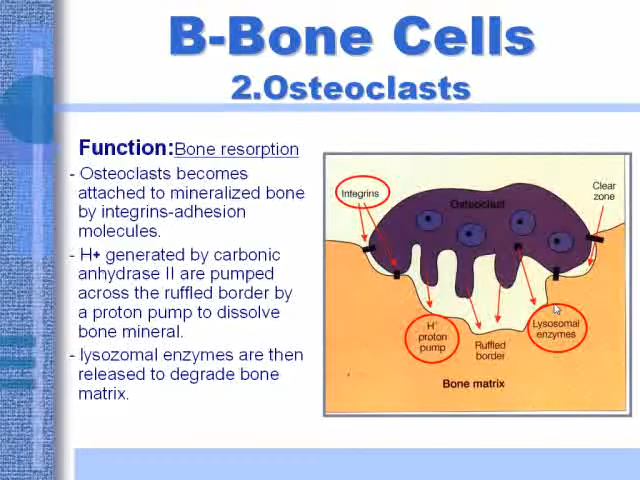 B-Bone Cells
2.Osteoclasts
Function:Bone resorption
- Osteoclasts becomes
attached to mineralized bone
by integrins-adhesion
molecules.
- H+ generated by carbonic
anhydrase II are pumped
across the ruffled border by
a proton pump to dissolve
bone mineral.
- lysozomal enzymes are then
released to degrade bone
matrix.
Integrins
Osteoclast
Clear
zone
H+
proton
pump
Ruffled
border
Lysosomal
enzymes
Bone matrix